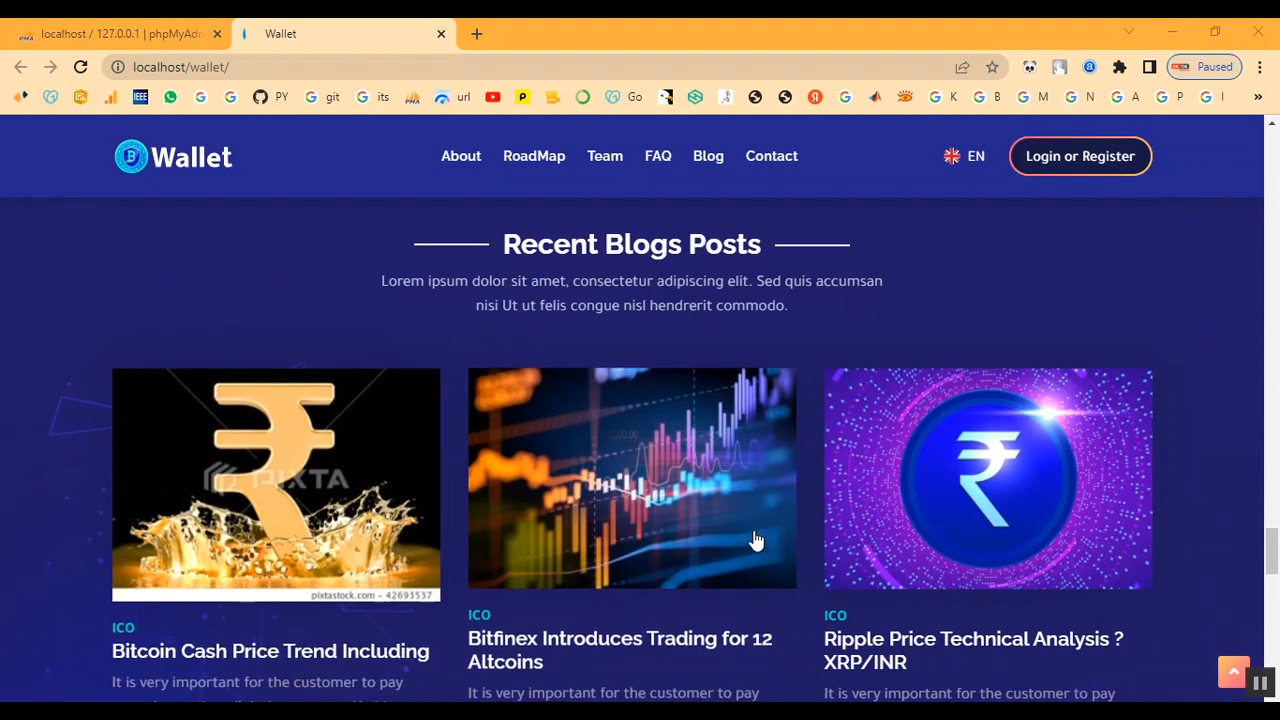 localhost / 127.0.0.1 | phpMyAdn
Wallet
localhost/wallet/
Paused
IEEE
PY
git
its
PMA
url
Go
K
B
M
N
A
P
I
»
Wallet
About
RoadMap
Team
FAQ
Blog
Contact
EN
Login or Register
Recent Blogs Posts
Lorem ipsum dolor sit amet, consectetur adipiscing elit. Sed quis accumsan
nisi Ut ut felis congue nisl hendrerit commodo.
PIXTA
pixtastock.com - 42693537
ICO
Bitcoin Cash Price Trend Including
It is very important for the customer to pay
ICO
Bitfinex Introduces Trading for 12
Altcoins
It is very important for the customer to pay
ICO
Ripple Price Technical Analysis ?
XRP/INR
It is very important for the customer to pay